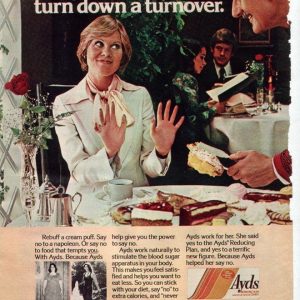 turn down a turnover.
Rebuff a cream puff. Say
no to a napolean. Or say no
to food that tempts you.
With Ayds. Because Ayds
help give you the power
to say no.
Ayds work naturally to
stimulate the blood sugar
apparatus in your body.
This makes you feel satis-
fied and helps you want to
eat less. So you can stick
with your diet, say "no" to
extra calories, and "never
Ayds work for her. She said
yes to the Ayds® Reducing
Plan, and yes to a terrific
new figure. Because Ayds
helped her say no.
Ayds